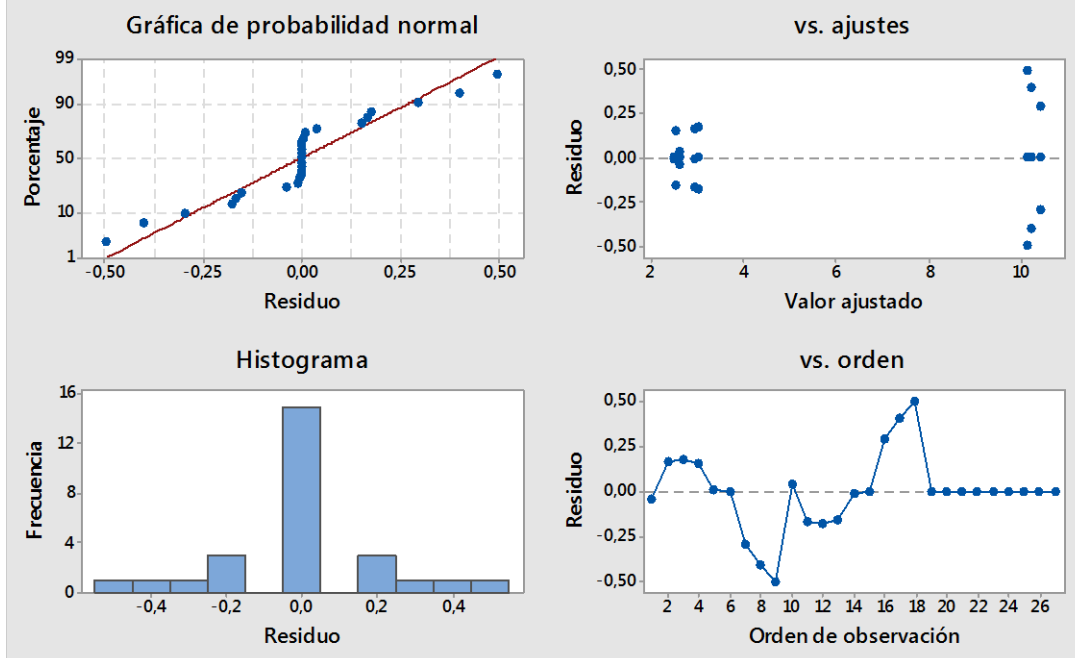 Gráfica de probabilidad normal
99
90
50
10
1
Porcentaje
-0,50 -0,25 0,00 0,25 0,50
Residuo
vs. ajustes
0,50
0,25
0,00
-0,25
-0,50
Residuo
2 4 6 8 10
Valor ajustado
Histograma
16
12
8
4
0
Frecuencia
-0,4 -0,2 0,0 0,2 0,4
Residuo
vs. orden
0,50
0,25
0,00
-0,25
-0,50
Residuo
2 4 6 8 10 12 14 16 18 20 22 24 26
Orden de observación